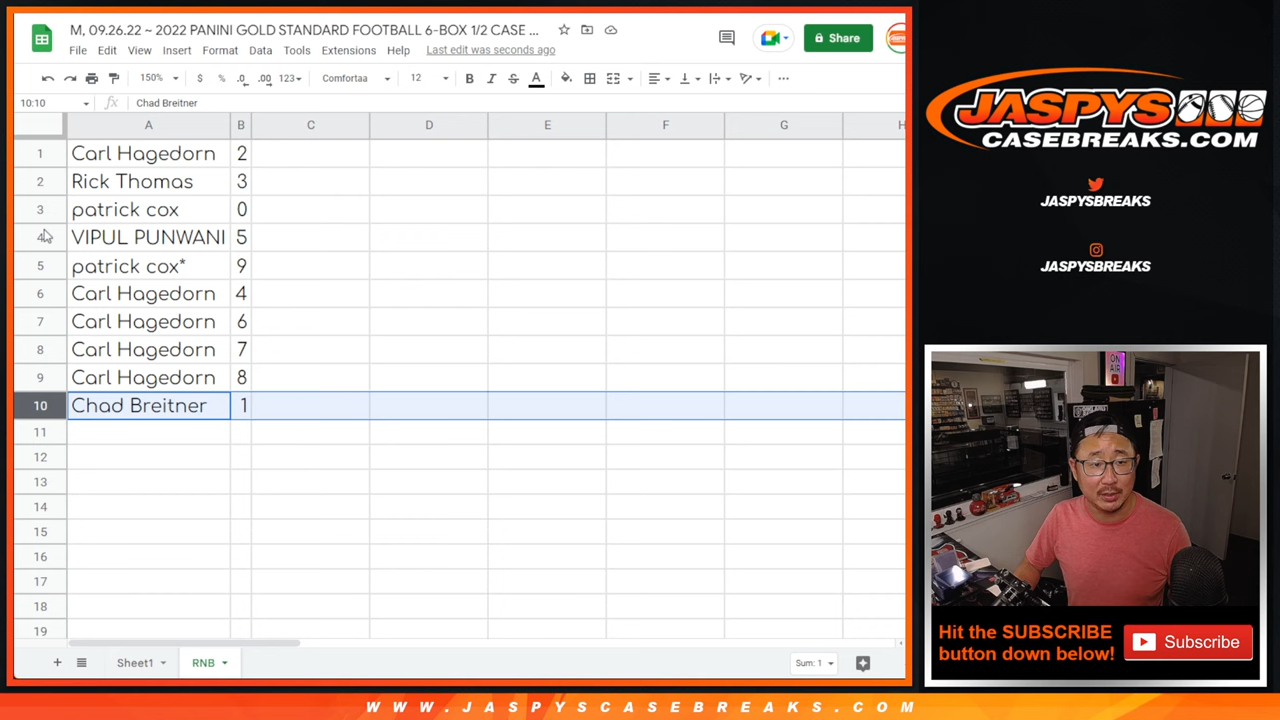 M, 09.26.22 ~ 2022 PANINI GOLD STANDARD FOOTBALL 6-BOX 1/2 CASE ...
File Edit View Insert Format Data Tools Extensions Help Last edit was seconds ago
Share
150% $ % .0 .00 123 Comfortaa 12 B I S A
10:10 fx Chad Breitner
A B C D E F G H
1 Carl Hagedorn 2
2 Rick Thomas 3
3 patrick cox 0
4 VIPUL PUNWANI 5
5 patrick cox* 9
6 Carl Hagedorn 4
7 Carl Hagedorn 6
8 Carl Hagedorn 7
9 Carl Hagedorn 8
10 Chad Breitner 1
11
12
13
14
15
16
17
18
19
+ Sheet1 RNB Sum: 1
JASPYS
CASEBREAKS.COM
JASPYSBREAKS
JASPYSBREAKS
ON
AIR
Hit the SUBSCRIBE
button down below!
Subscribe
WWW.JASPYSCASEBREAKS.COM